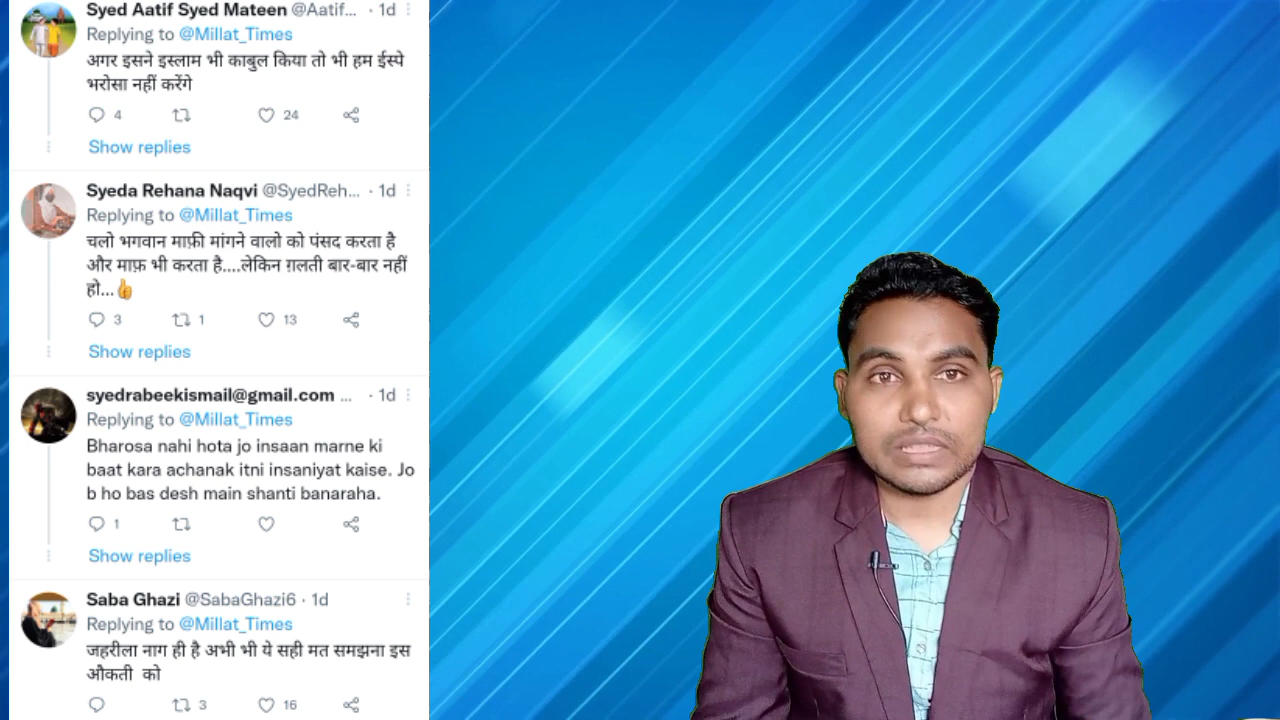 Syed Aatif Syed Mateen @Aatif... · 1d
Replying to @Millat_Times
अगर इसने इस्लाम भी काबुल किया तो भी हम ईस्पे
भरोसा नहीं करेंगे
4 24
Show replies
Syeda Rehana Naqvi @SyedReh... · 1d
Replying to @Millat_Times
चलो भगवान माफ़ी मांगने वालो को पंसद करता है
और माफ़ भी करता है....लेकिन ग़लती बार-बार नहीं
हो...👍
3 1 13
Show replies
syedrabeekismail@gmail.com ... · 1d
Replying to @Millat_Times
Bharosa nahi hota jo insaan marne ki
baat kara achanak itni insaniyat kaise. Jo
b ho bas desh main shanti banaraha.
1
Show replies
Saba Ghazi @SabaGhazi6 · 1d
Replying to @Millat_Times
जहरीला नाग ही है अभी भी ये सही मत समझना इस
औकती को
3 16